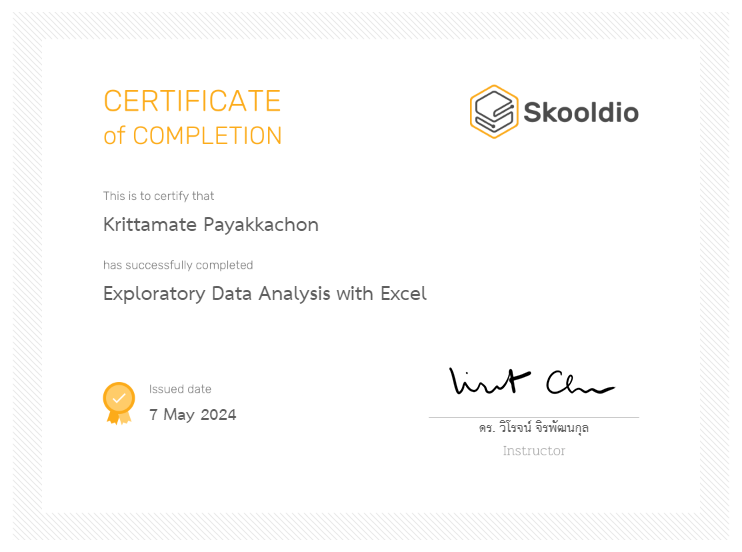 CERTIFICATE
of COMPLETION
Skooldio
This is to certify that
Krittamate Payakkachon
has successfully completed
Exploratory Data Analysis with Excel
Issued date
7 May 2024
ดร. วิโรจน์ จิรพัฒนกุล
Instructor